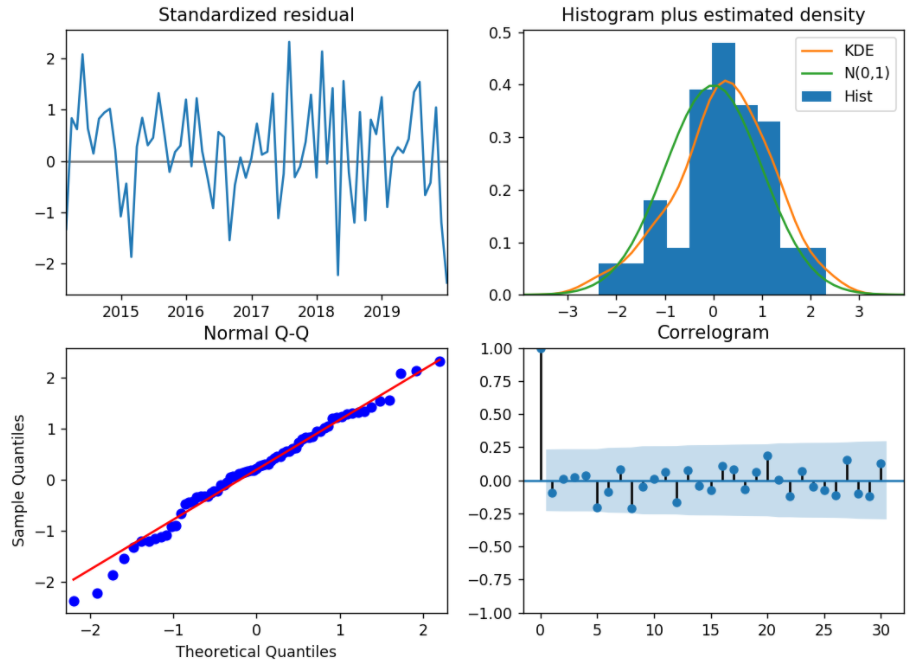 Standardized residual
2
1
0
−1
−2
2015 2016 2017 2018 2019
Histogram plus estimated density
KDE
N(0,1)
Hist
0.5
0.4
0.3
0.2
0.1
0.0
−3 −2 −1 0 1 2 3
Normal Q-Q
Sample Quantiles
2
1
0
−1
−2
−2 −1 0 1 2
Theoretical Quantiles
Correlogram
1.00
0.75
0.50
0.25
0.00
−0.25
−0.50
−0.75
−1.00
0 5 10 15 20 25 30